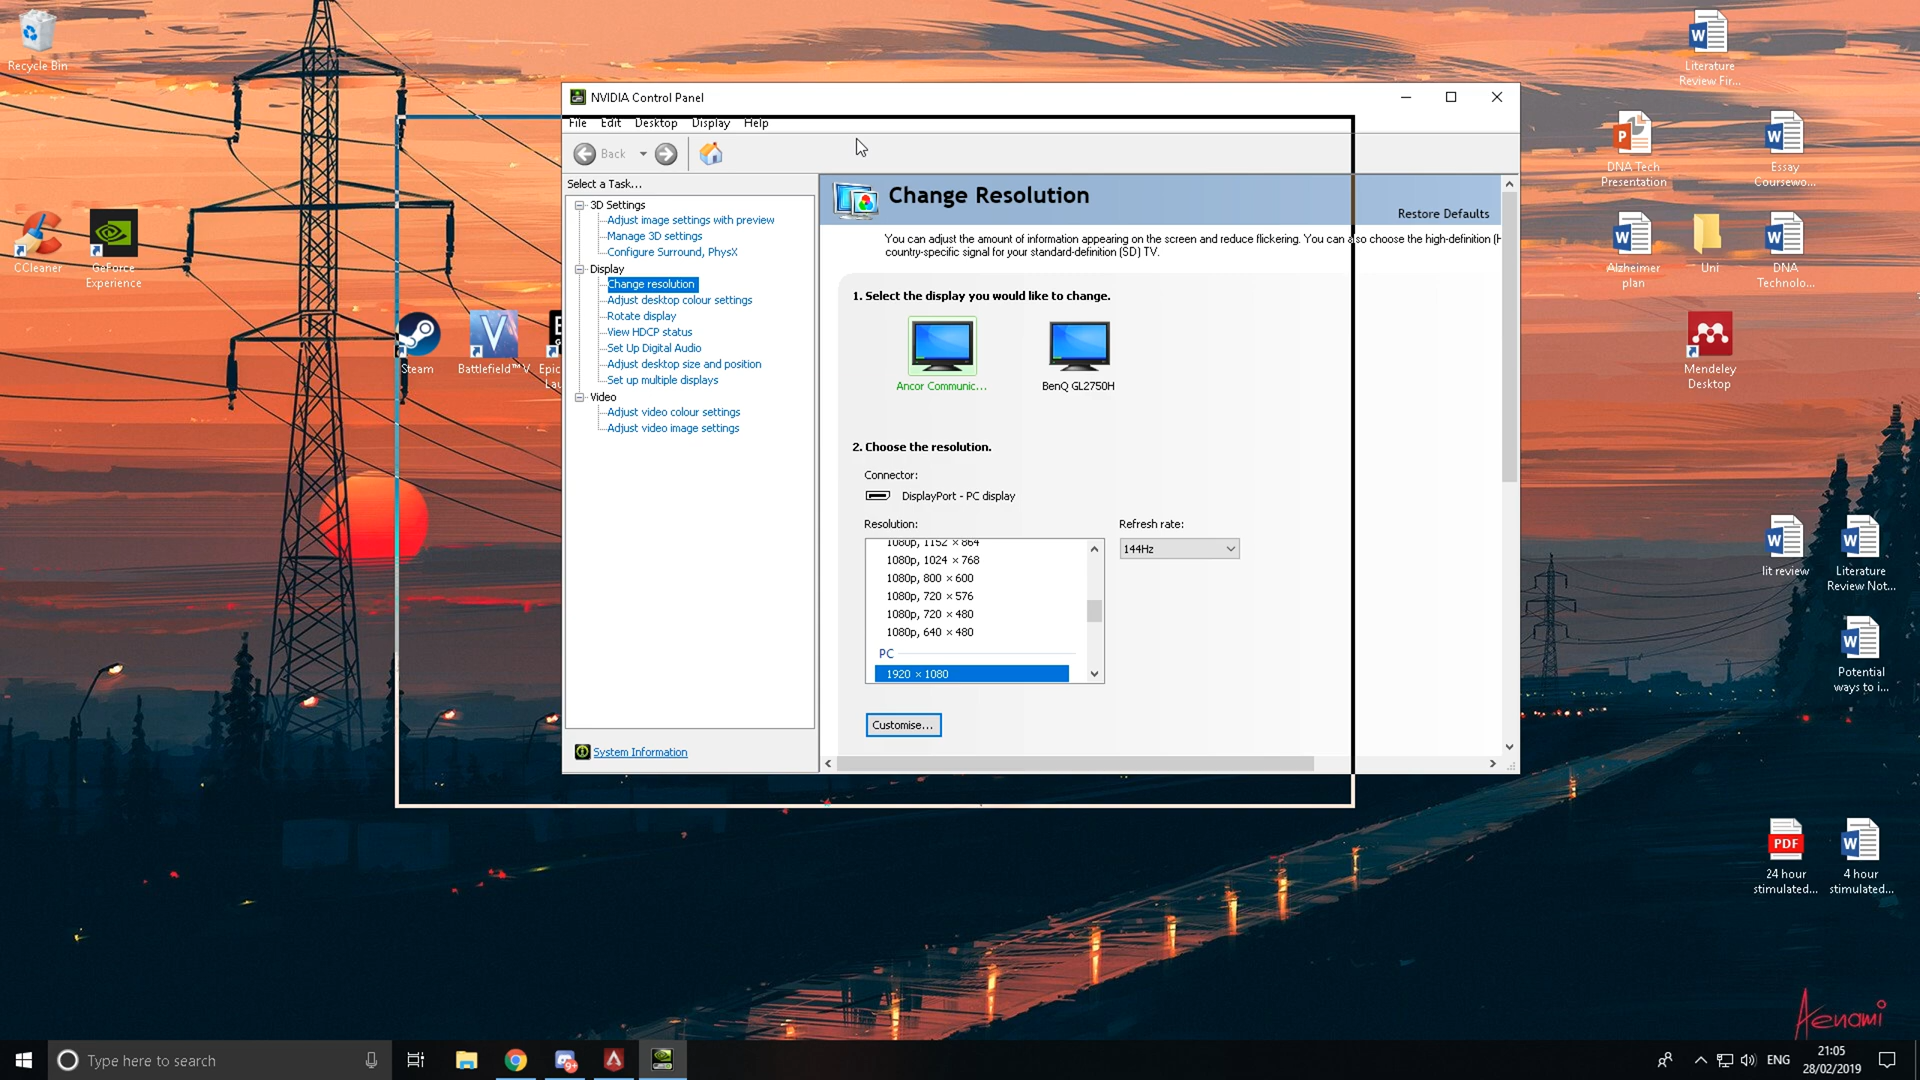 Recycle Bin
CCleaner
GeForce
Experience
Steam
Battlefield™ V
Epic
Lau
NVIDIA Control Panel
File Edit Desktop Display Help
Back
Select a Task...
3D Settings
Adjust image settings with preview
Manage 3D settings
Configure Surround, PhysX
Display
Change resolution
Adjust desktop colour settings
Rotate display
View HDCP status
Set Up Digital Audio
Adjust desktop size and position
Set up multiple displays
Video
Adjust video colour settings
Adjust video image settings
System Information
Change Resolution
Restore Defaults
You can adjust the amount of information appearing on the screen and reduce flickering. You can also choose the high-definition (H
country-specific signal for your standard-definition (SD) TV.
1. Select the display you would like to change.
Ancor Communic...
BenQ GL2750H
2. Choose the resolution.
Connector:
DisplayPort - PC display
Resolution:
Refresh rate:
1080p, 1152 × 864
1080p, 1024 × 768
1080p, 800 × 600
1080p, 720 × 576
1080p, 720 × 480
1080p, 640 × 480
PC
1920 × 1080
144Hz
Customise...
Literature
Review Fir...
DNA Tech
Presentation
Essay
Coursewo...
Alzheimer
plan
Uni
DNA
Technolo...
Mendeley
Desktop
lit review
Literature
Review Not...
Potential
ways to i...
PDF
24 hour
stimulated...
4 hour
stimulated...
Aenami
Type here to search
9+
ENG
21:05
28/02/2019